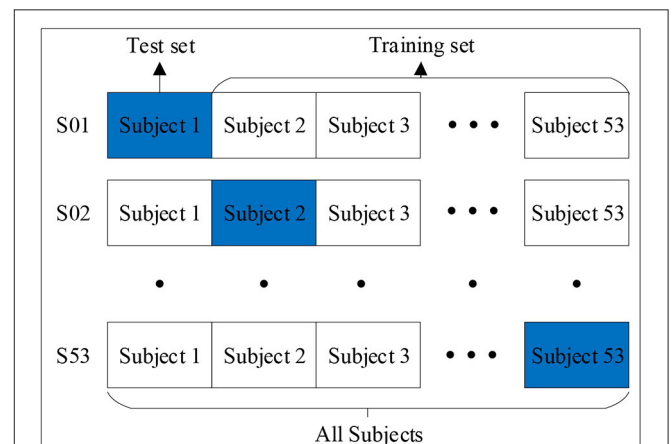 Test set Training set
S01 Subject 1 Subject 2 Subject 3 • • • Subject 53
S02 Subject 1 Subject 2 Subject 3 • • • Subject 53
• • • • •
S53 Subject 1 Subject 2 Subject 3 • • • Subject 53
All Subjects